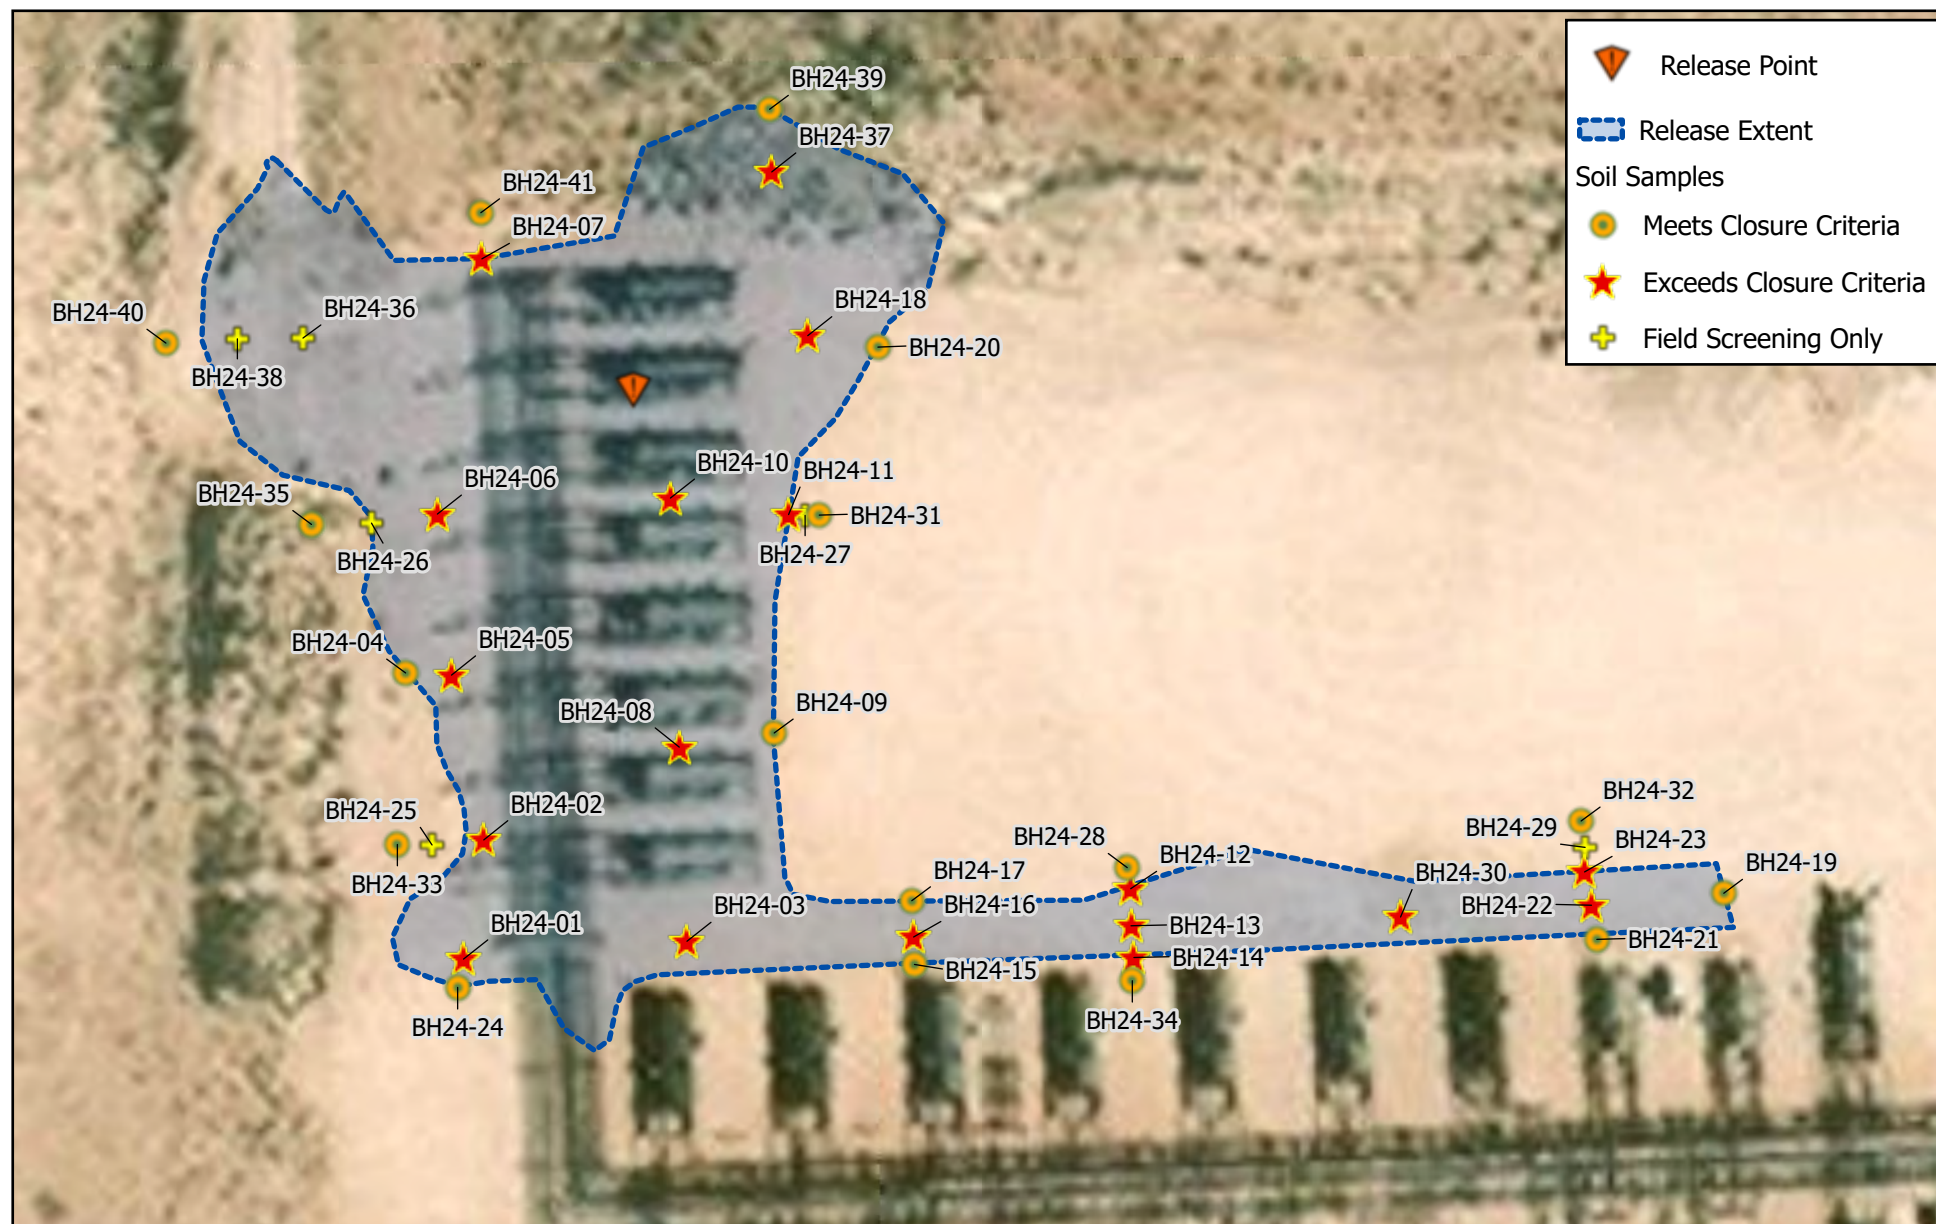 Release Point
Release Extent
Soil Samples
Meets Closure Criteria
Exceeds Closure Criteria
Field Screening Only
BH24-39
BH24-37
BH24-41
BH24-07
BH24-40
BH24-36
BH24-18
BH24-20
BH24-38
BH24-10
BH24-11
BH24-06
BH24-35
BH24-31
BH24-27
BH24-26
BH24-04
BH24-05
BH24-08
BH24-09
BH24-25
BH24-02
BH24-32
BH24-29
BH24-23
BH24-28
BH24-12
BH24-33
BH24-17
BH24-30
BH24-19
BH24-22
BH24-01
BH24-03
BH24-16
BH24-13
BH24-21
BH24-14
BH24-15
BH24-24
BH24-34